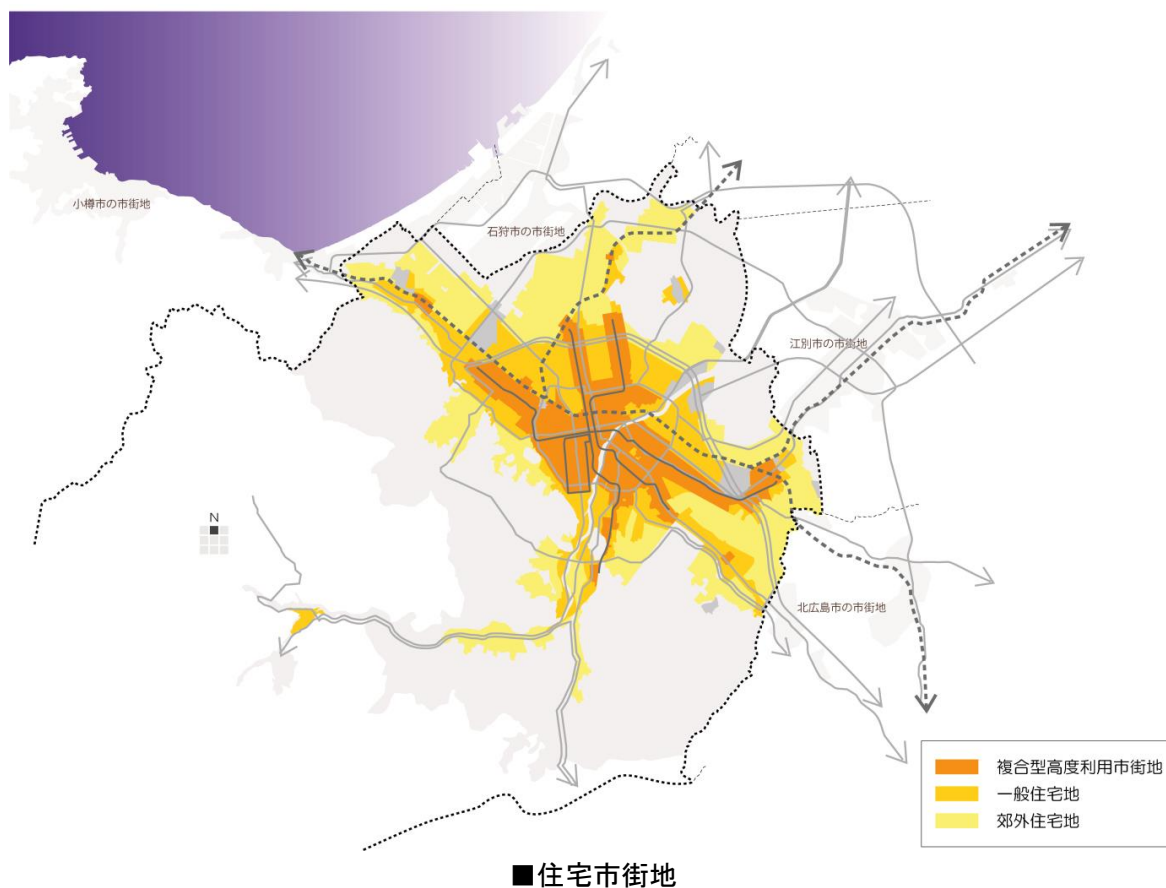 小樽市の市街地
石狩市の市街地
江別市の市街地
N
北広島市の市街地
複合型高度利用市街地
一般住宅地
郊外住宅地
■住宅市街地